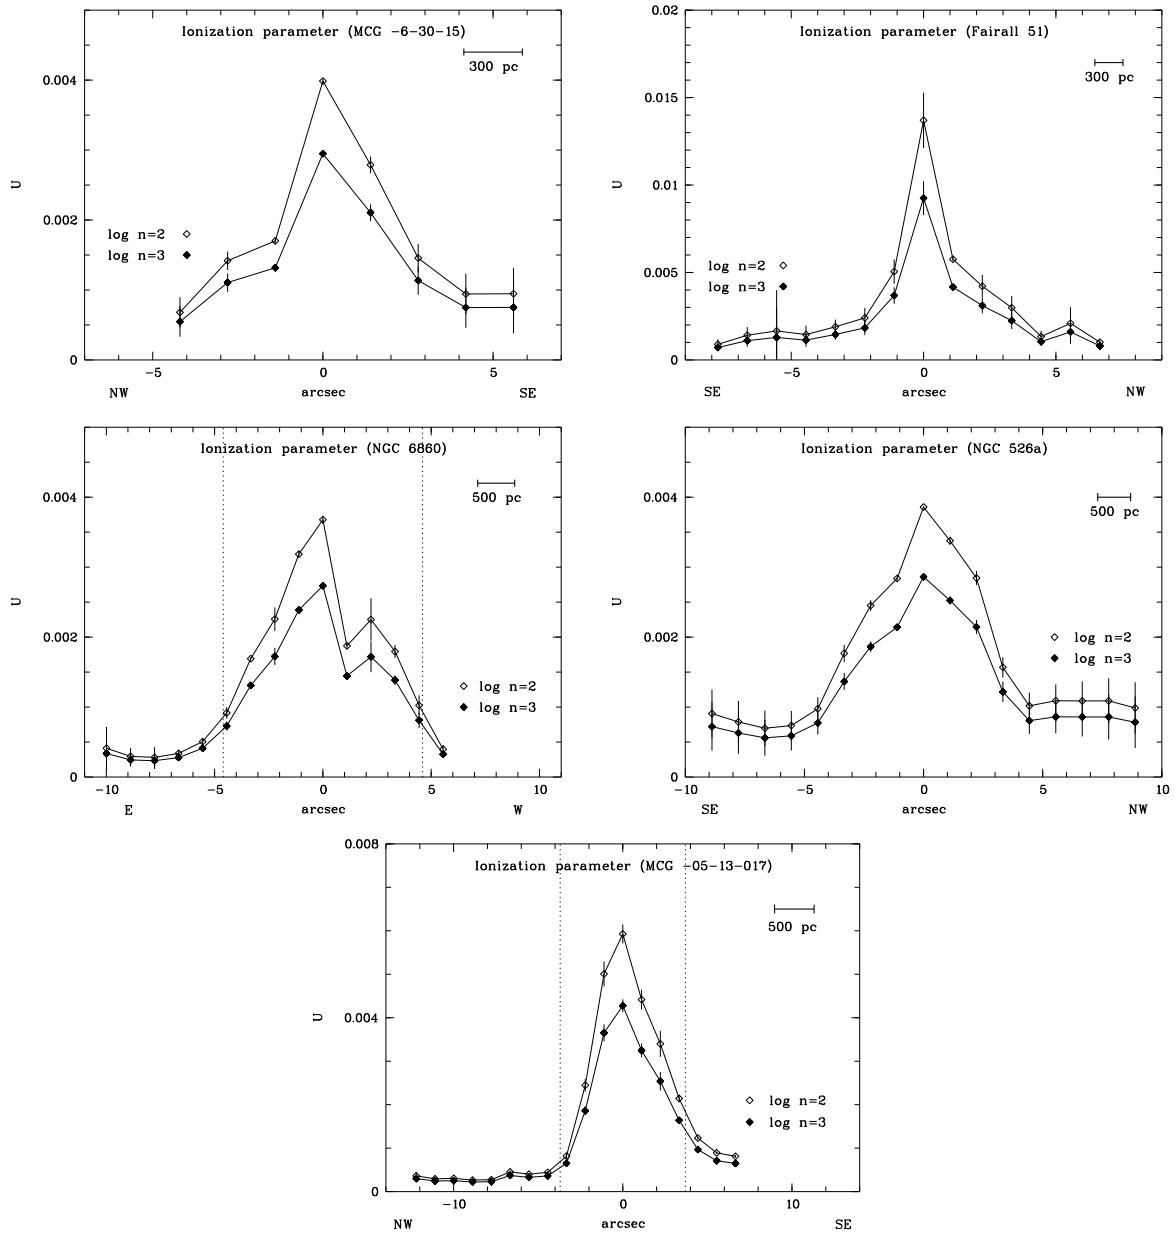 Ionization parameter (MCG -6-30-15)
300 pc
0.004
0.002
0
U
log n=2
log n=3
-5
0
5
NW
arcsec
SE
Ionization parameter (Fairall 51)
300 pc
0.02
0.015
0.01
0.005
0
U
log n=2
log n=3
-5
0
5
SE
arcsec
NW
Ionization parameter (NGC 6860)
500 pc
0.004
0.002
0
U
log n=2
log n=3
-10
-5
0
5
10
E
arcsec
W
Ionization parameter (NGC 526a)
500 pc
0.004
0.002
0
U
log n=2
log n=3
-10
-5
0
5
10
SE
arcsec
NW
Ionization parameter (MCG -05-13-017)
500 pc
0.008
0.004
0
U
log n=2
log n=3
-10
0
10
NW
arcsec
SE